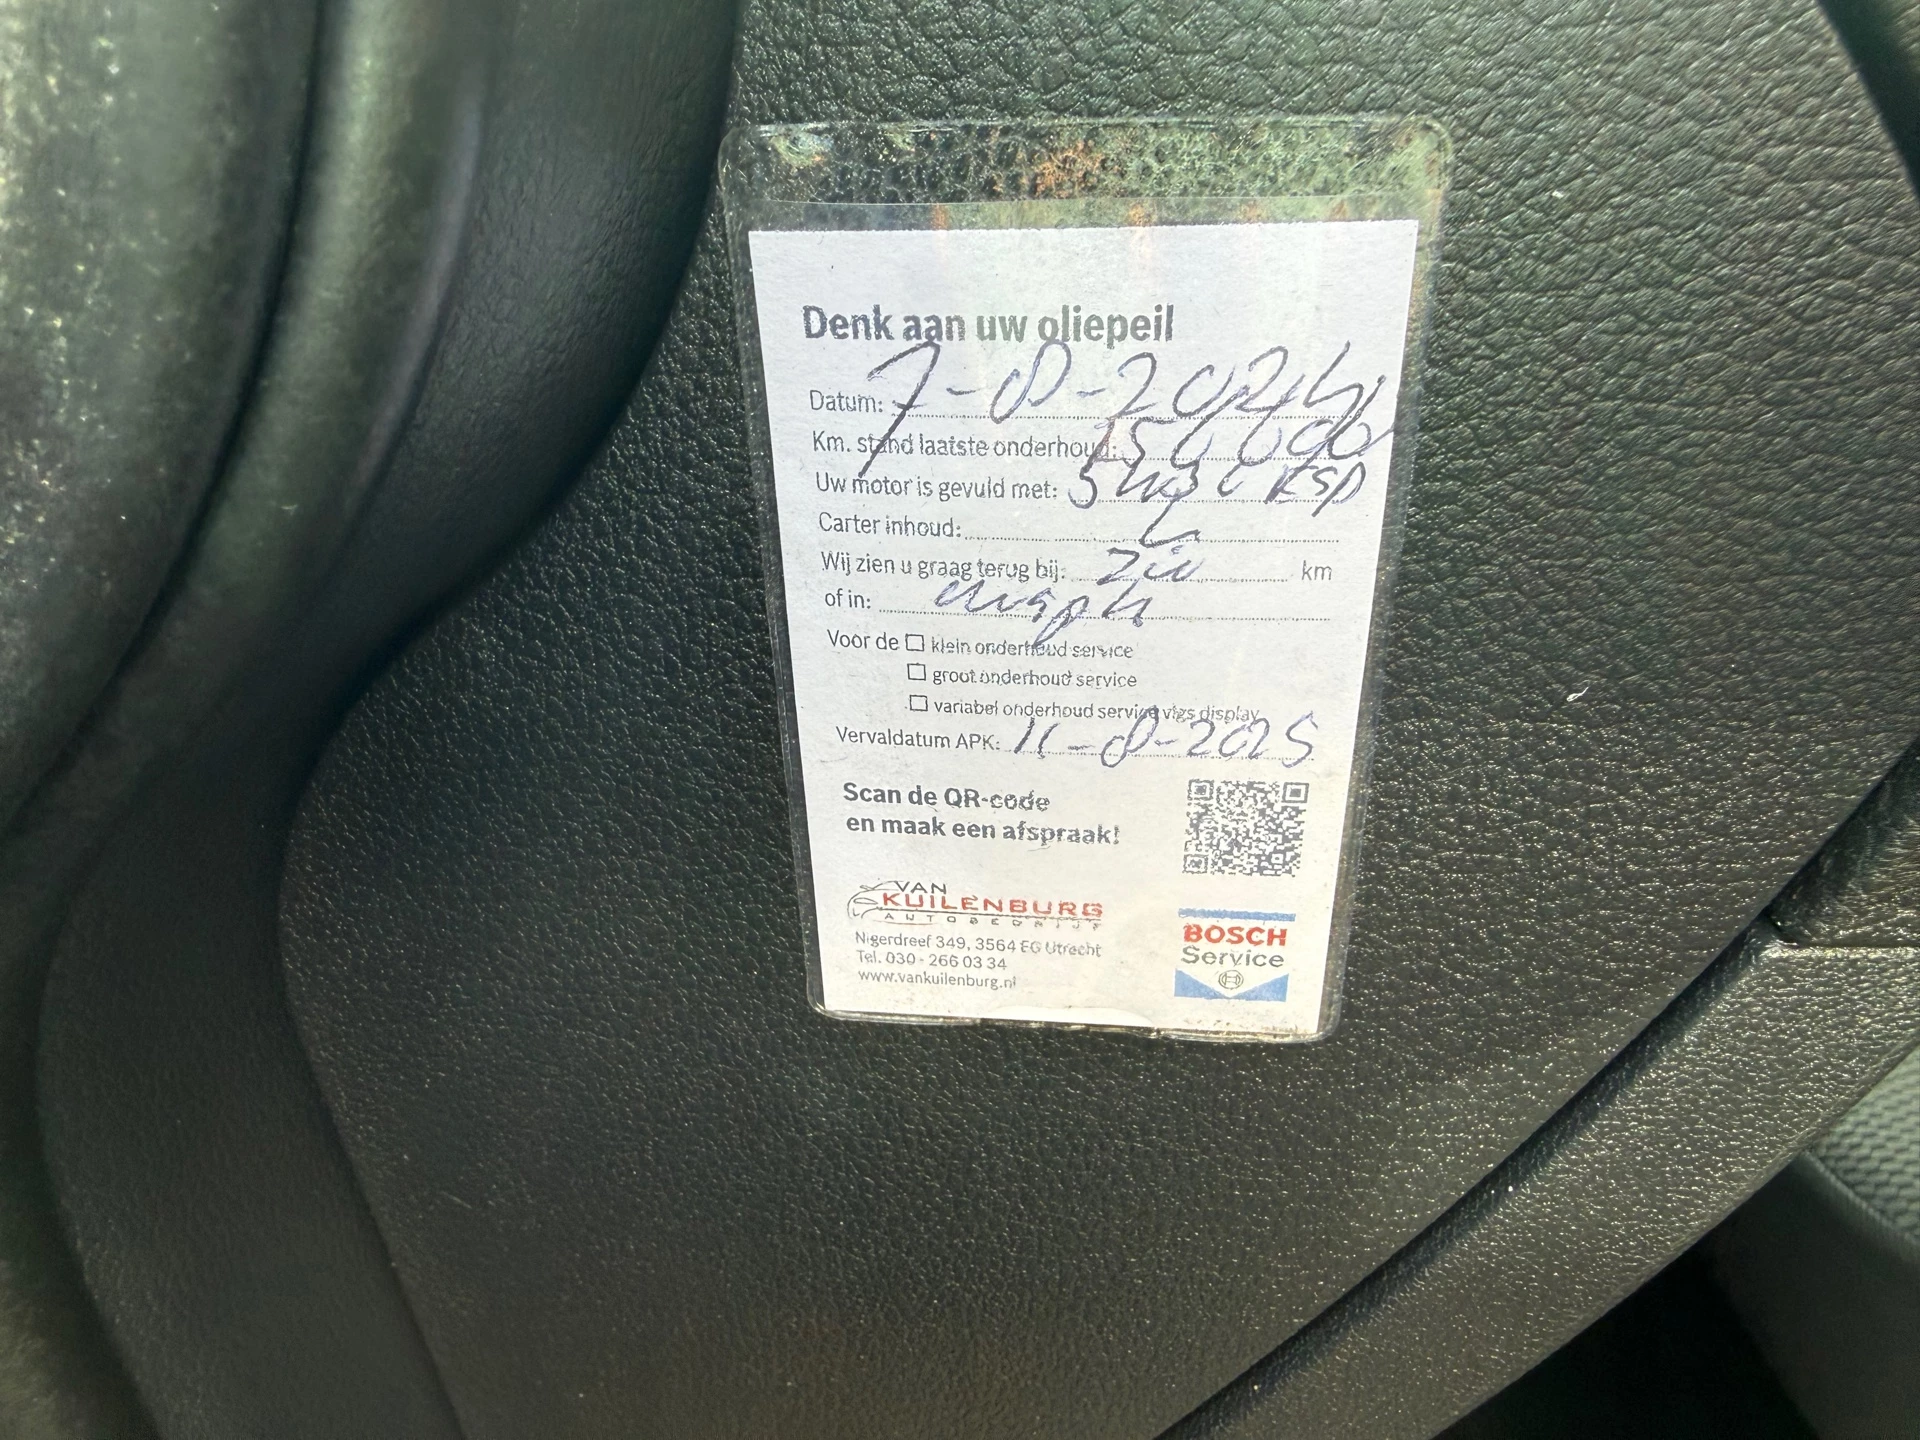 Denk aan uw oliepeil
Datum: 7-8-2024
Km. stand laatste onderhoud: 150000
Uw motor is gevuld met: 5W30 ESP
Carter inhoud:
Wij zien u graag terug bij: km
of in:
Voor de klein onderhoud service
groot onderhoud service
variabel onderhoud service vlgs display
Vervaldatum APK: 11-8-2025
Scan de QR-code
en maak een afspraak!
VAN
KUILENBURG
AUTOBEDRIJF
Nigerdreef 349, 3564 EG Utrecht
Tel. 030 - 266 03 34
www.vankuilenburg.nl
BOSCH
Service